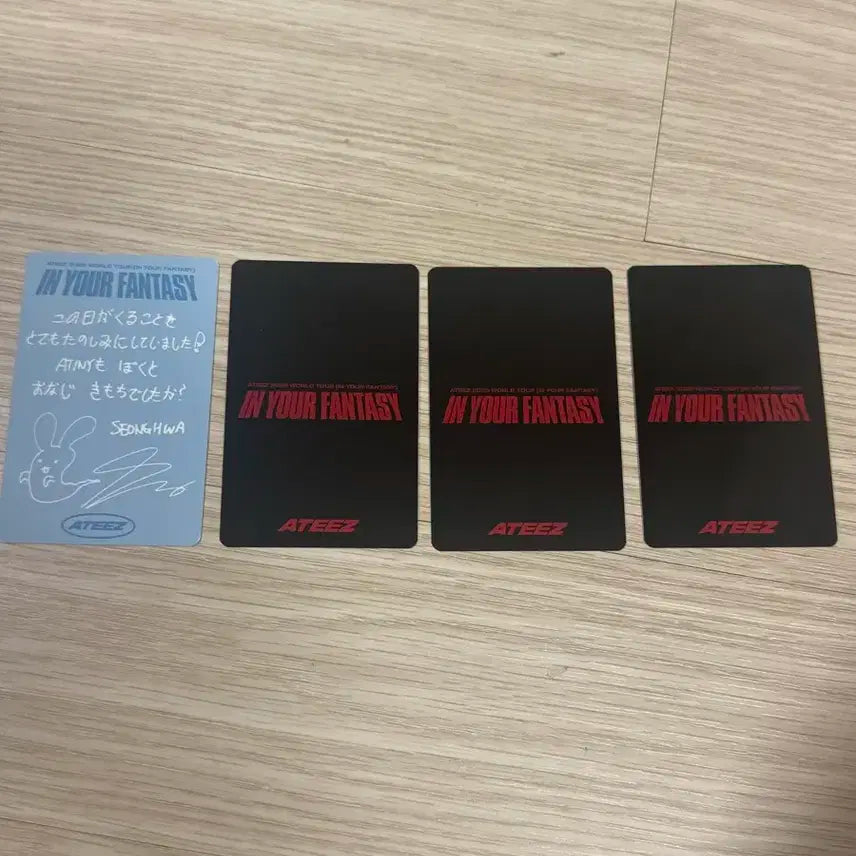 ATEEZ 2025 WORLD TOUR [IN YOUR FANTASY]
IN YOUR FANTASY
この日がくることを
とてもたのしみにしていました!
ATINYも ぼくと
おなじ きもちでしたか?
SEONGHWA
ATEEZ
ATEEZ 2025 WORLD TOUR [IN YOUR FANTASY]
IN YOUR FANTASY
ATEEZ
ATEEZ 2025 WORLD TOUR [IN YOUR FANTASY]
IN YOUR FANTASY
ATEEZ
ATEEZ 2025 WORLD TOUR [IN YOUR FANTASY]
IN YOUR FANTASY
ATEEZ